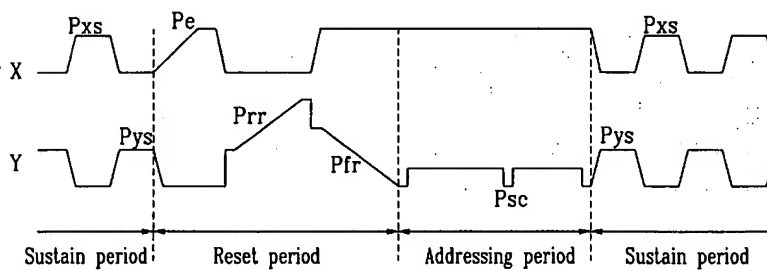 Pxs Pe Pxs
X
Prr
Pys Pys
Y
Pfr
Psc
Sustain period Reset period Addressing period Sustain period